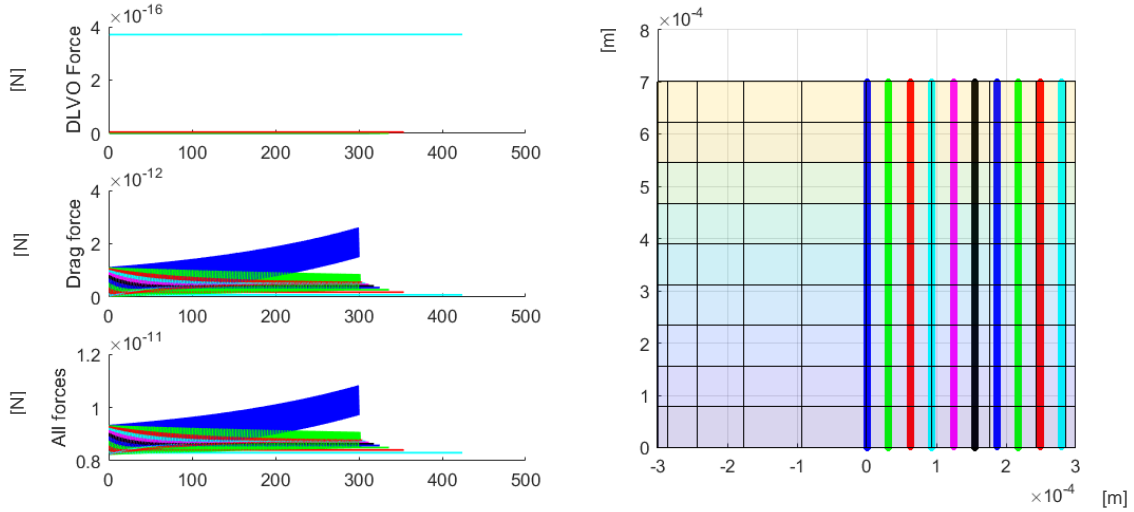 ×10⁻¹⁶
4
2
0
[N]
DLVO Force
0 100 200 300 400 500
×10⁻¹²
4
2
0
[N]
Drag force
0 100 200 300 400 500
×10⁻¹¹
1.2
1
0.8
[N]
All forces
0 100 200 300 400 500
×10⁻⁴
[m]
8
7
6
5
4
3
2
1
0
-3 -2 -1 0 1 2 3
×10⁻⁴ [m]